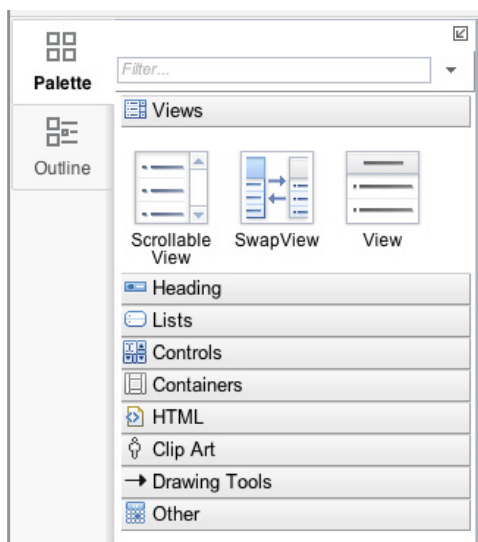 Palette
Outline
Filter...
Views
Scrollable
View
SwapView
View
Heading
Lists
Controls
Containers
HTML
Clip Art
Drawing Tools
Other